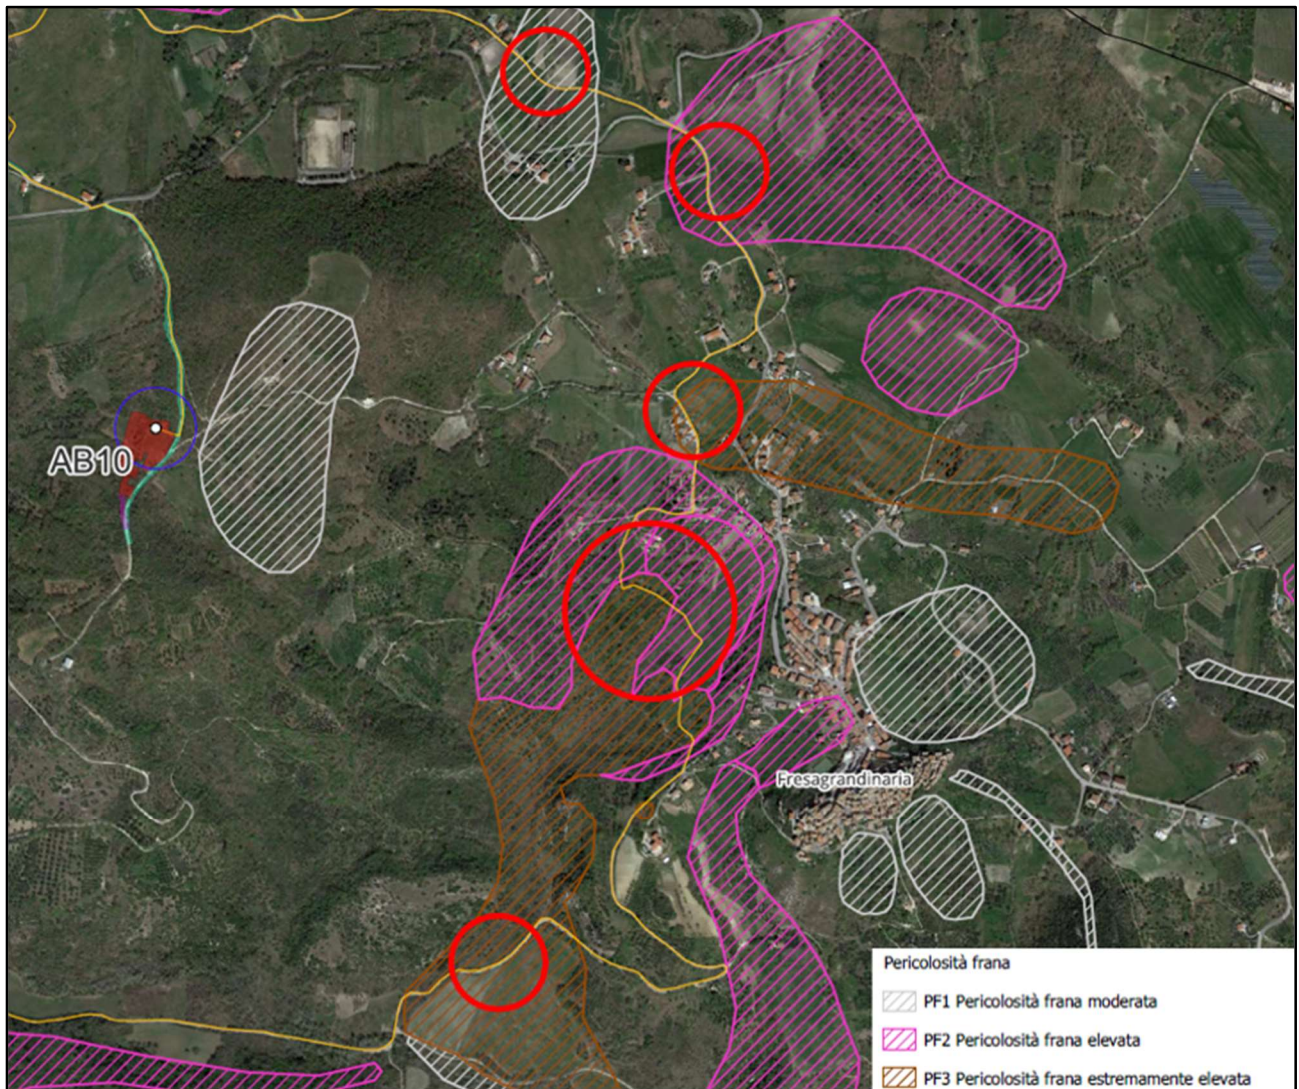 AB10
Fresagrandinaria
Pericolosità frana
PF1 Pericolosità frana moderata
PF2 Pericolosità frana elevata
PF3 Pericolosità frana estremamente elevata